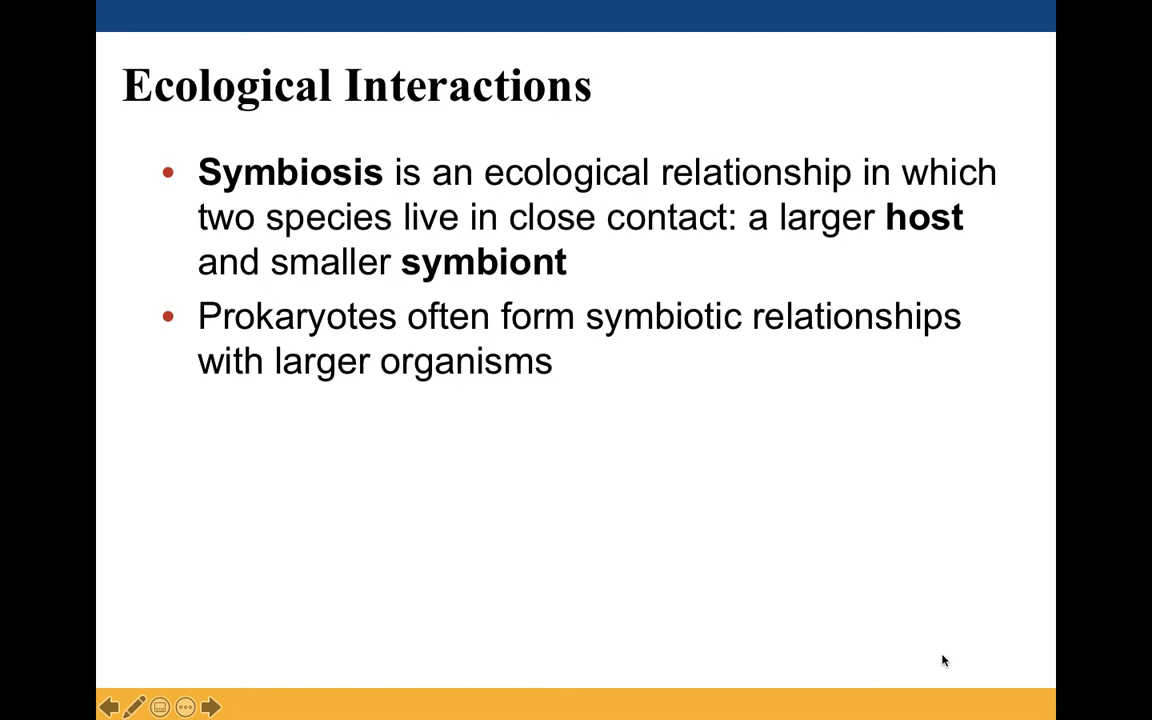 Ecological Interactions
• Symbiosis is an ecological relationship in which
two species live in close contact: a larger host
and smaller symbiont
• Prokaryotes often form symbiotic relationships
with larger organisms